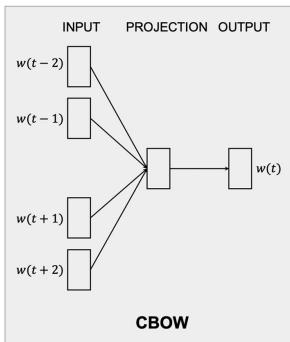 INPUT PROJECTION OUTPUT
w(t − 2)
w(t − 1)
w(t)
w(t + 1)
w(t + 2)
CBOW